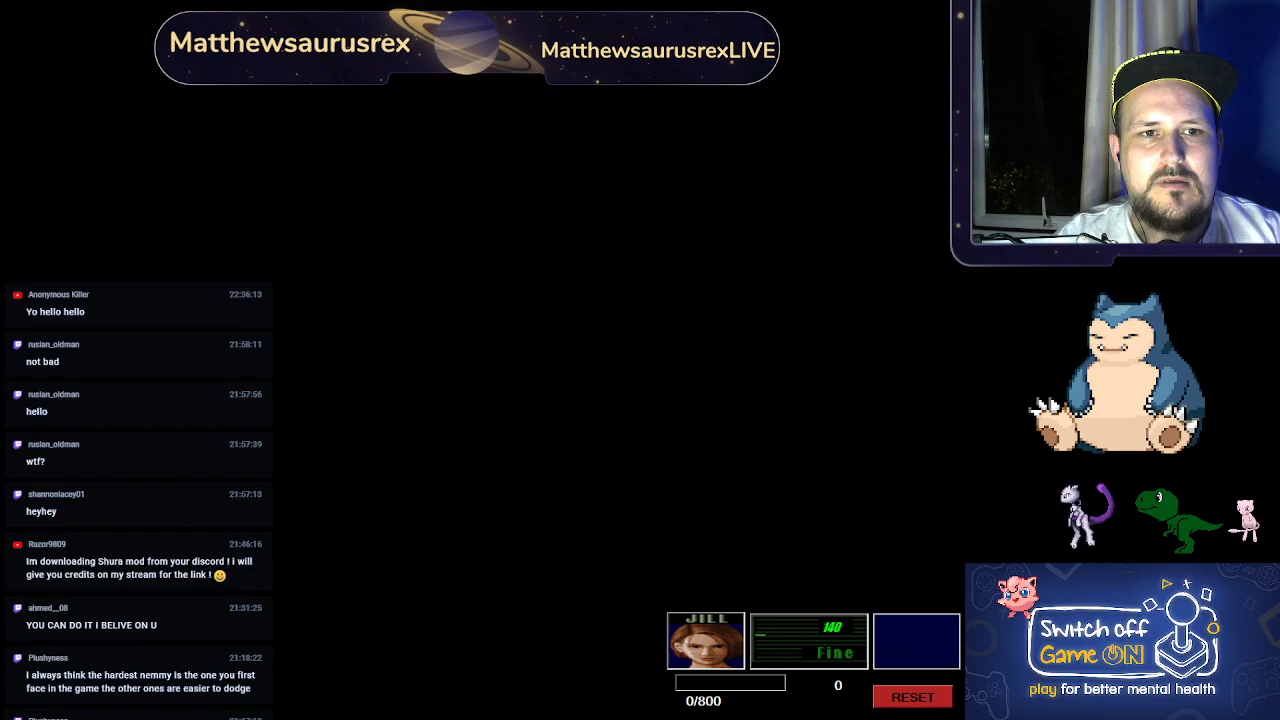 Matthewsaurusrex
MatthewsaurusrexLIVE
Anonymous Killer 22:36:13
Yo hello hello
ruslan_oldman 21:58:11
not bad
ruslan_oldman 21:57:56
hello
ruslan_oldman 21:57:39
wtf?
shannonlacey01 21:57:13
heyhey
Razor9809 21:46:16
Im downloading Shura mod from your discord ! i will
give you credits on my stream for the link !
ahmed__08 21:31:25
YOU CAN DO IT I BELIVE ON U
Plushyness 21:18:22
i always think the hardest nemmy is the one you first
face in the game the other ones are easier to dodge
JILL
140
Fine
0/800
0
RESET
Switch off
Game ON
play for better mental health